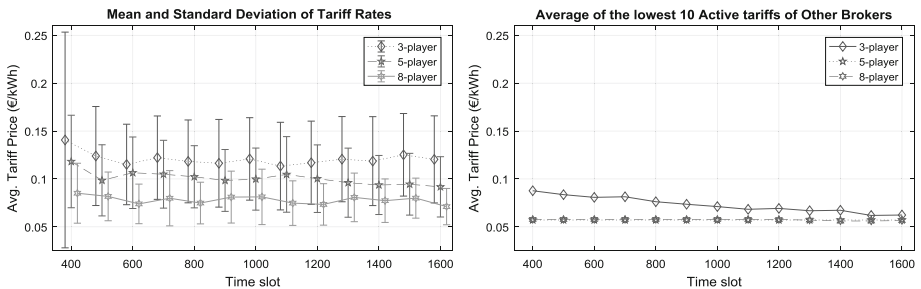 Mean and Standard Deviation of Tariff Rates
Avg. Tariff Price (€/kWh)
0.25
0.2
0.15
0.1
0.05
3-player
5-player
8-player
400 600 800 1000 1200 1400 1600
Time slot
Average of the lowest 10 Active tariffs of Other Brokers
Avg. Tariff Price (€/kWh)
0.25
0.2
0.15
0.1
0.05
3-player
5-player
8-player
400 600 800 1000 1200 1400 1600
Time slot